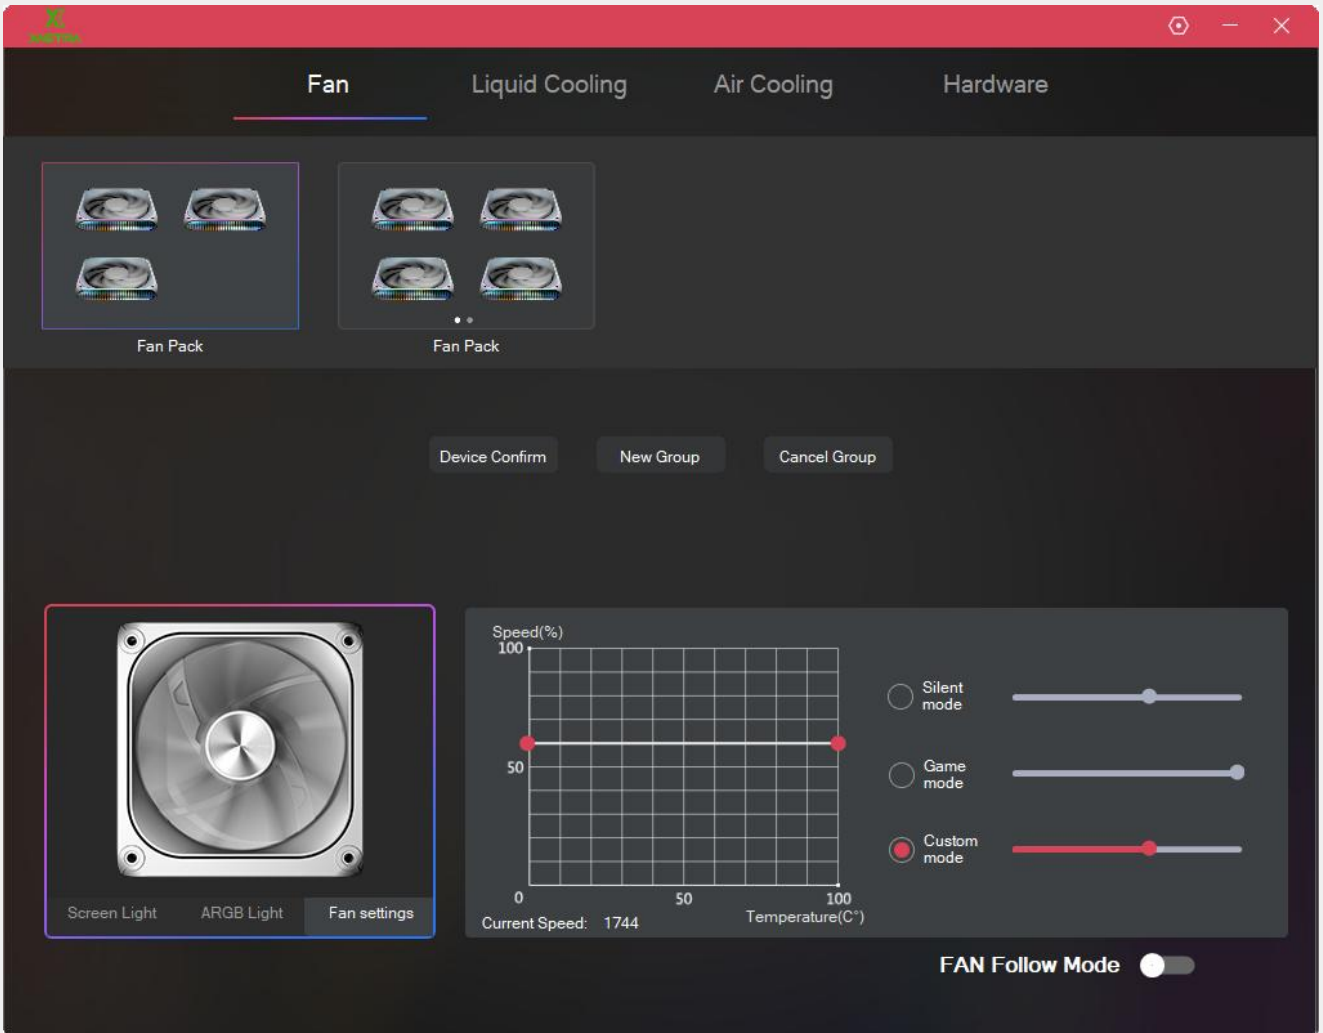 Fan
Liquid Cooling
Air Cooling
Hardware
Fan Pack
Fan Pack
Device Confirm
New Group
Cancel Group
Screen Light
ARGB Light
Fan settings
Speed(%)
100
50
0
50
100
Temperature(C°)
Current Speed: 1744
Silent
mode
Game
mode
Custom
mode
FAN Follow Mode